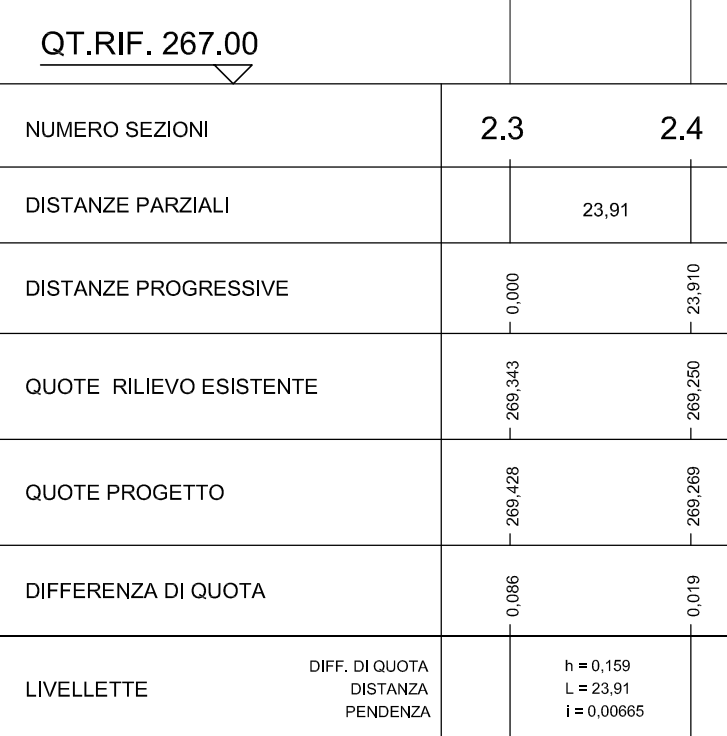 QT.RIF. 267.00
NUMERO SEZIONI 2.3 2.4
DISTANZE PARZIALI 23,91
DISTANZE PROGRESSIVE 0,000 23,910
QUOTE RILIEVO ESISTENTE 269,343 269,250
QUOTE PROGETTO 269,428 269,269
DIFFERENZA DI QUOTA 0,086 0,019
LIVELLETTE
DIFF. DI QUOTA h = 0,159
DISTANZA L = 23,91
PENDENZA i = 0,00665